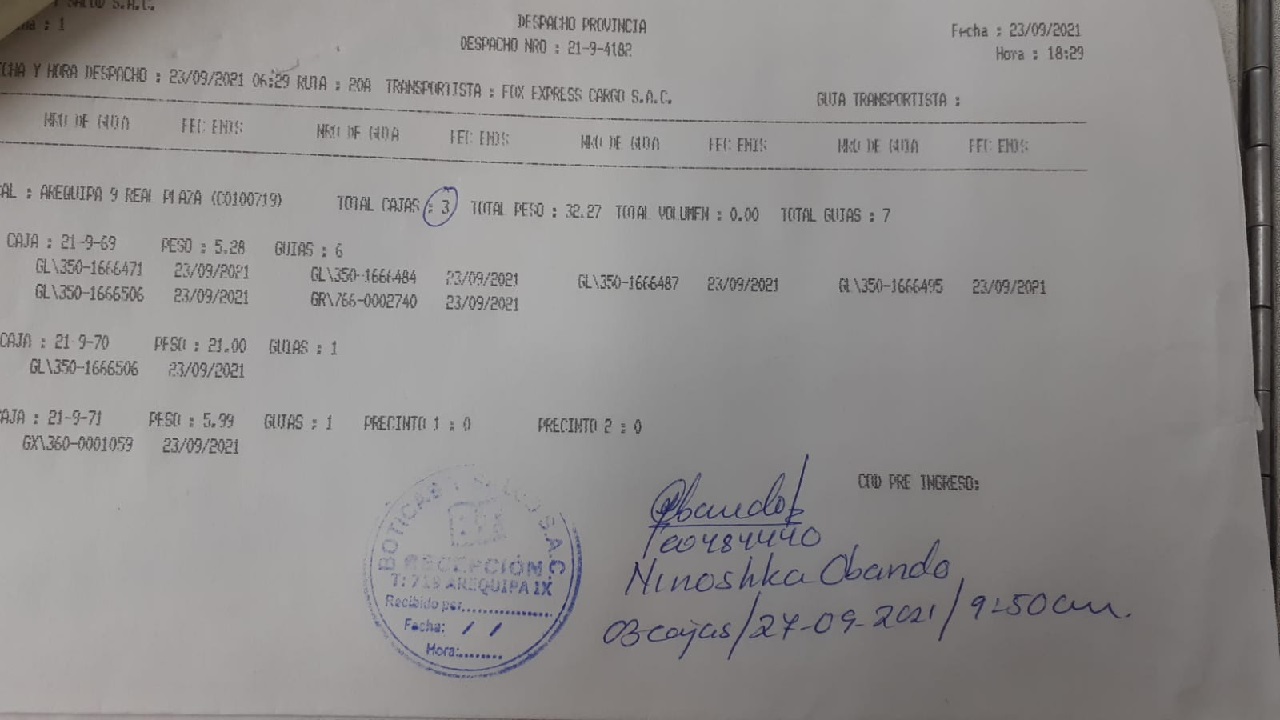 SALUD S.A.C.
: 1
DESPACHO PROVINCIA
DESPACHO NRO : 21-9-4182
Fecha : 23/09/2021
Hora : 18:29
CHA Y HORA DESPACHO : 23/09/2021 06:29 RUTA : 20A TRANSPORTISTA : FOX EXPRESS CARGO S.A.C. GUIA TRANSPORTISTA :
NRO DE GUIA FEC EMIS NRO DE GUIA FEC EMIS NRO DE GUIA FEC EMIS NRO DE GUIA FEC EMIS
AL : AREQUIPA 9 REAL PLAZA (CO100719) TOTAL CAJAS : 3 TOTAL PESO : 32.27 TOTAL VOLUMEN : 0.00 TOTAL GUIAS : 7
CAJA : 21-9-69 PESO : 5.28 GUIAS : 6
GL\350-1666471 23/09/2021 GL\350-1666484 23/09/2021 GL\350-1666487 23/09/2021 GL\350-1666495 23/09/2021
GL\350-1666506 23/09/2021 GR\766-0002740 23/09/2021
CAJA : 21-9-70 PESO : 21.00 GUIAS : 1
GL\350-1666506 23/09/2021
AJA : 21-9-71 PESO : 5.99 GUIAS : 1 PRECINTO 1 : 0 PRECINTO 2 : 0
GX\360-0001059 23/09/2021
COD PRE INGRESO:
BOTICAS S.A.C
RECEPCIÓN
T: 719 AREQUIPA IX
Recibido por
Fecha: / /
Hora:
Obando
Ninoshka Obando
03 cajas/27-09-2021/9:50am.